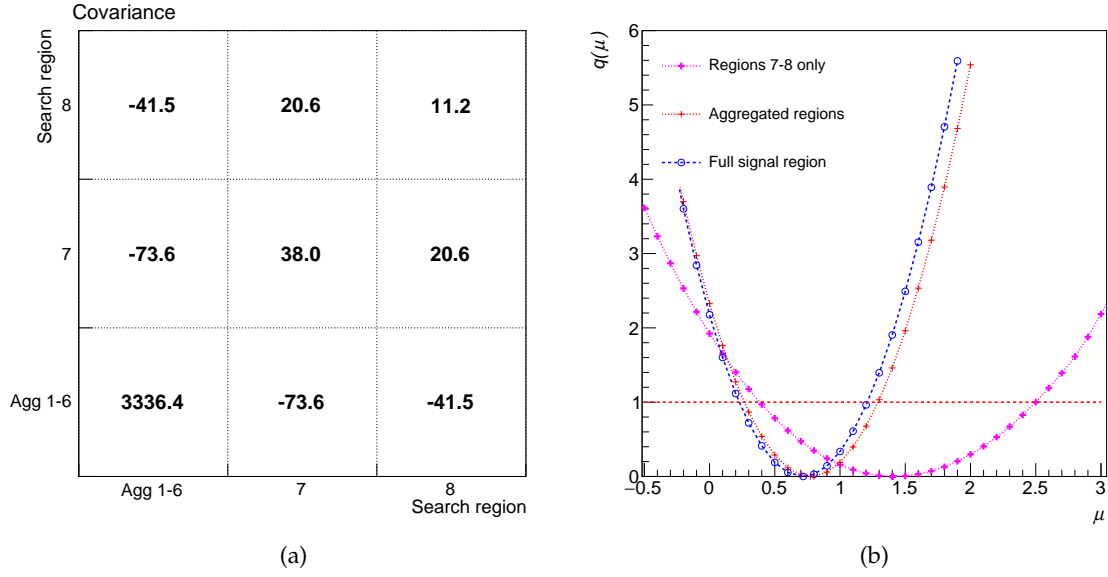 Covariance
Search region
8
7
Agg 1-6
-41.5 20.6 11.2
-73.6 38.0 20.6
3336.4 -73.6 -41.5
Agg 1-6 7 8
Search region
(a)
q(μ)
6
5
4
3
2
1
0
Regions 7-8 only
Aggregated regions
Full signal region
−0.5 0 0.5 1 1.5 2 2.5 3
μ
(b)